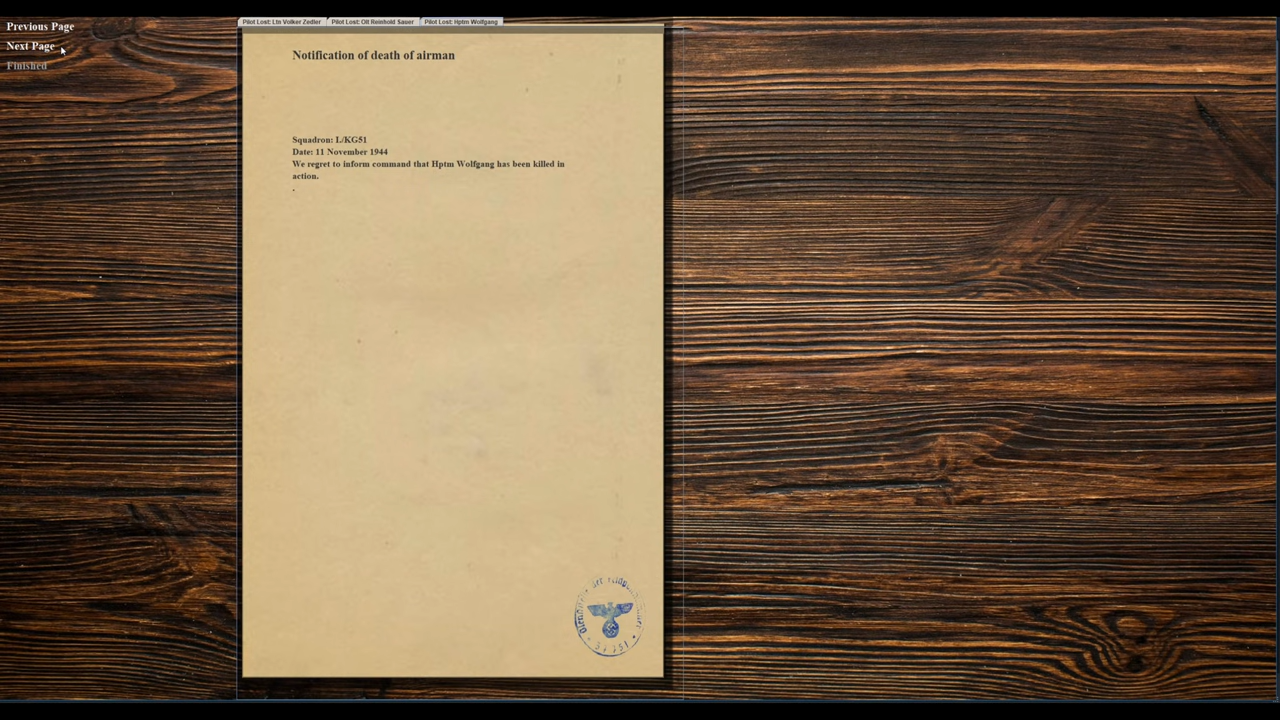 Previous Page
Next Page
Finished
Pilot Lost: Ltn Volker Zedler
Pilot Lost: Olt Reinhold Sauer
Pilot Lost: Hptm Wolfgang
Notification of death of airman
Squadron: I./KG51
Date: 11 November 1944
We regret to inform command that Hptm Wolfgang has been killed in
action.
.